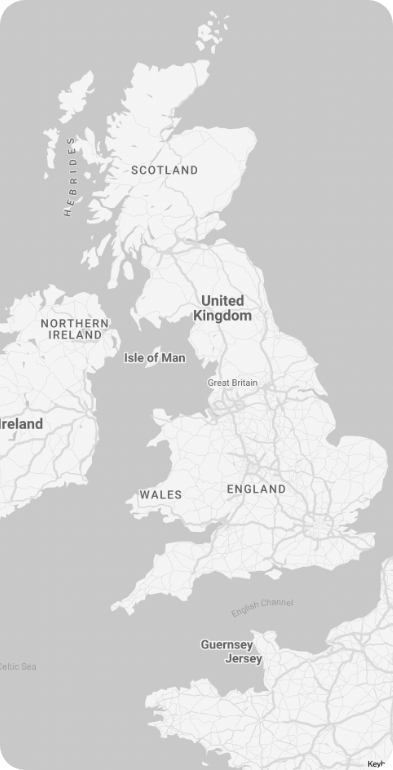 SCOTLAND
HEBRIDES
United
Kingdom
NORTHERN
IRELAND
Isle of Man
Great Britain
Ireland
WALES
ENGLAND
English Channel
Guernsey
Jersey
Celtic Sea
Keyb